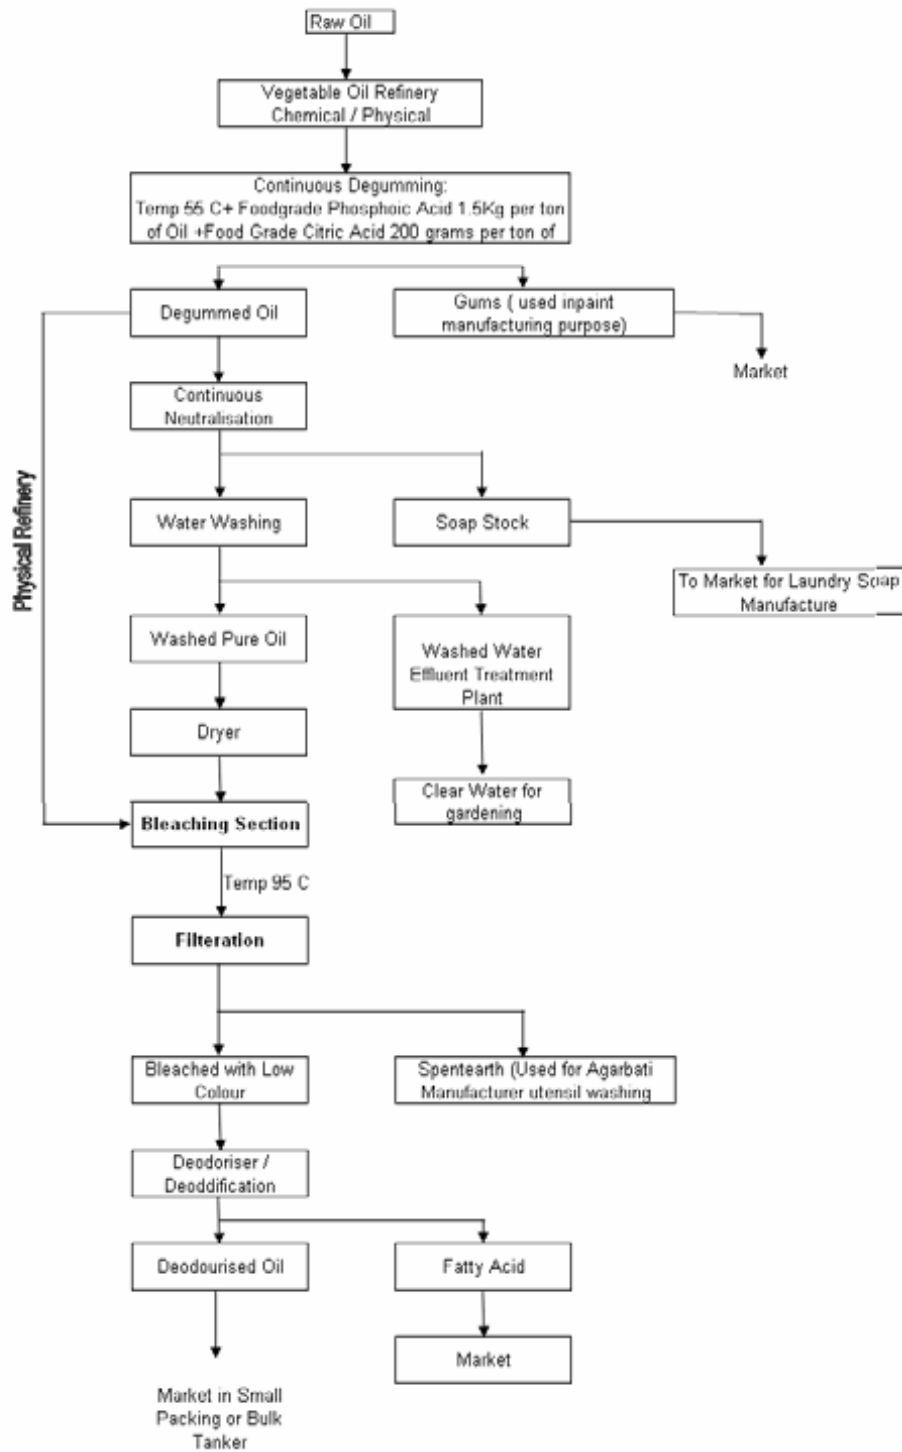 Raw Oil
Vegetable Oil Refinery
Chemical / Physical
Continuous Degumming:
Temp 55 C+ Foodgrade Phosphoic Acid 1.5Kg per ton
of Oil +Food Grade Citric Acid 200 grams per ton of
Degummed Oil
Gums ( used inpaint
manufacturing purpose)
Market
Continuous
Neutralisation
Physical Refinery
Water Washing
Soap Stock
To Market for Laundry Soap
Manufacture
Washed Pure Oil
Washed Water
Effluent Treatment
Plant
Dryer
Clear Water for
gardening
Bleaching Section
Temp 95 C
Filteration
Bleached with Low
Colour
Spentearth (Used for Agarbati
Manufacturer utensil washing
Deodoriser /
Deoddification
Deodourised Oil
Fatty Acid
Market
Market in Small
Packing or Bulk
Tanker